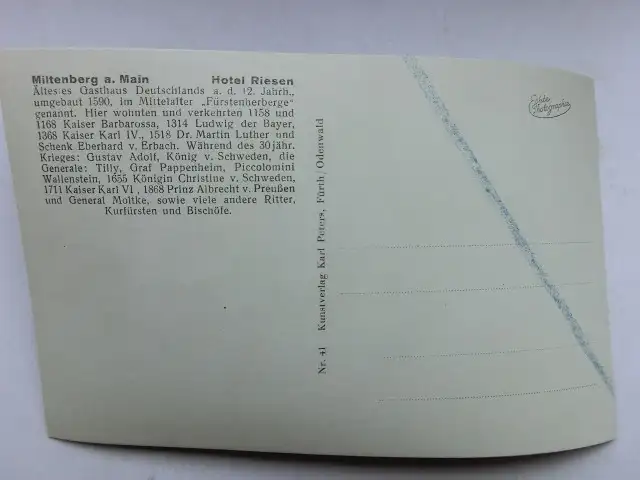 Miltenberg a. Main Hotel Riesen
Ältestes Gasthaus Deutschlands a. d. 12. Jahrh.,
umgebaut 1590, im Mittelalter „Fürstenherberge“
genannt. Hier wohnten und verkehrten 1158 und
1168 Kaiser Barbarossa, 1314 Ludwig der Bayer,
1368 Kaiser Karl IV., 1518 Dr. Martin Luther und
Schenk Eberhard v. Erbach. Während des 30jähr.
Krieges: Gustav Adolf, König v. Schweden, die
Generale: Tilly, Graf Pappenheim, Piccolomini
Wallenstein, 1655 Königin Christine v. Schweden,
1711 Kaiser Karl VI, 1868 Prinz Albrecht v. Preußen
und General Moltke, sowie viele andere Ritter,
Kurfürsten und Bischöfe.
Nr. 41 Kunstverlag Karl Peters, Fürth/Odenwald
Echte
Photographie